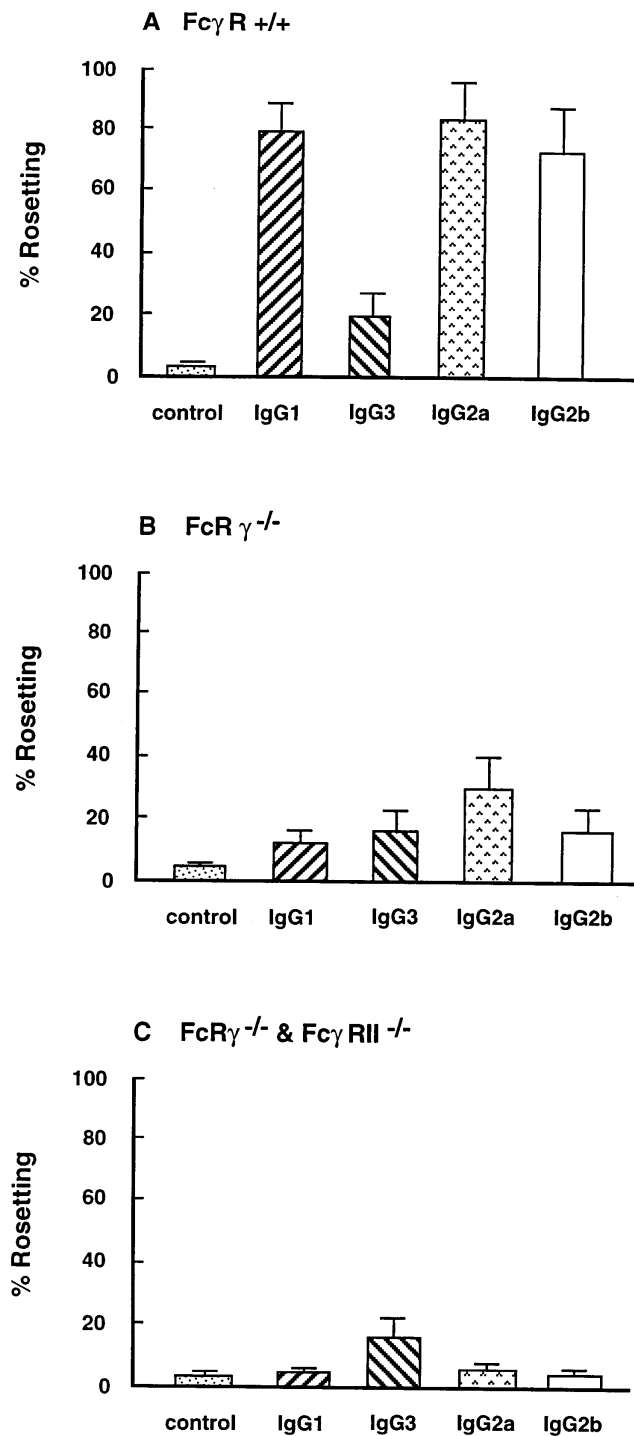 A FcγR +/+
100
80
60
40
20
0
% Rosetting
control IgG1 IgG3 IgG2a IgG2b
B FcR γ -/-
100
80
60
40
20
0
% Rosetting
control IgG1 IgG3 IgG2a IgG2b
C FcRγ -/- & Fcγ RII -/-
100
80
60
40
20
0
% Rosetting
control IgG1 IgG3 IgG2a IgG2b